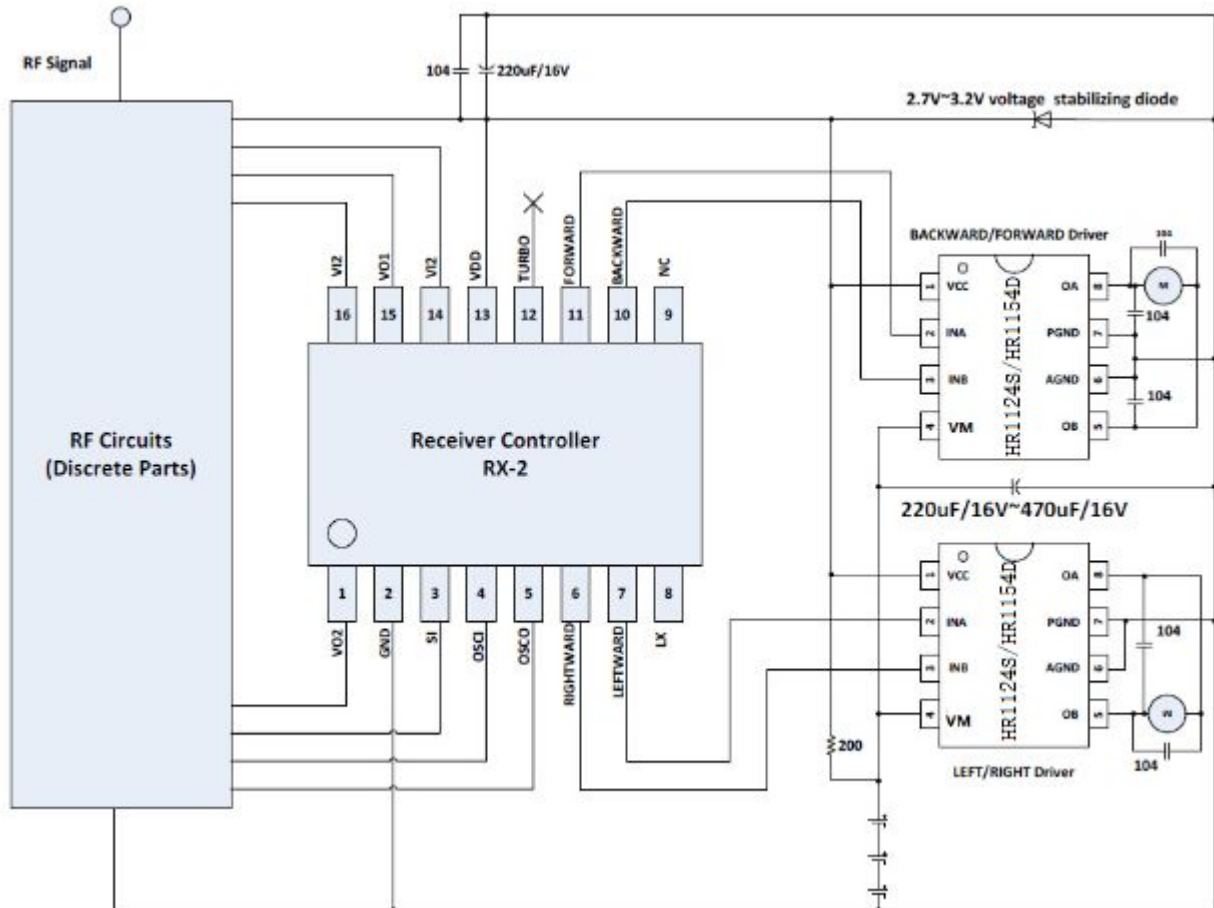 RF Signal
104
220uF/16V
2.7V~3.2V voltage stabilizing diode
RF Circuits
(Discrete Parts)
VI2
VO1
VI2
VDD
TURBO
FORWARD
BACKWARD
NC
16
15
14
13
12
11
10
9
Receiver Controller
RX-2
1
2
3
4
5
6
7
8
VO2
GND
SI
OSCI
OSCO
RIGHTWARD
LEFTWARD
LX
BACKWARD/FORWARD Driver
104
1
VCC
OA
8
M
2
INA
PGND
7
104
3
INB
AGND
6
104
4
VM
OB
5
HR1124S/HR1154D
220uF/16V~470uF/16V
1
VCC
OA
8
2
INA
PGND
7
104
3
INB
AGND
6
4
VM
OB
5
M
HR1124S/HR1154D
104
LEFT/RIGHT Driver
200